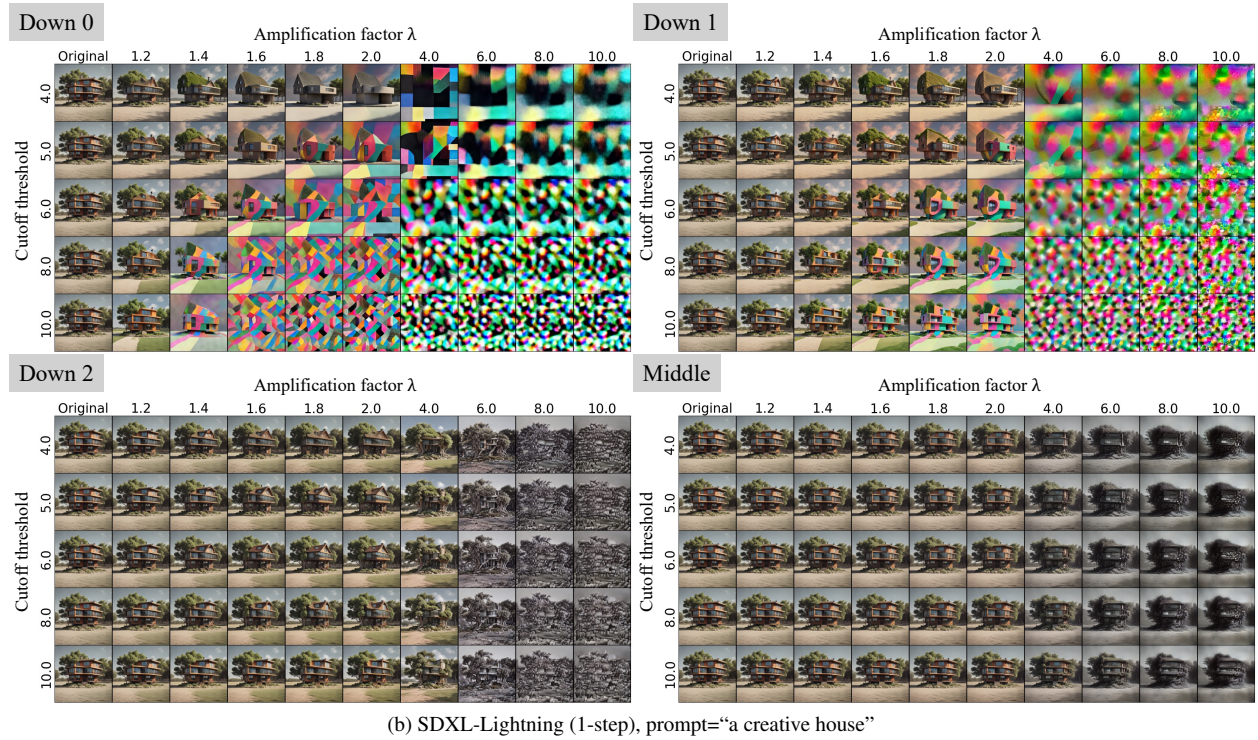 Down 0
Amplification factor λ
Original 1.2 1.4 1.6 1.8 2.0 4.0 6.0 8.0 10.0
Cutoff threshold
4.0
5.0
6.0
8.0
10.0
Down 1
Amplification factor λ
Original 1.2 1.4 1.6 1.8 2.0 4.0 6.0 8.0 10.0
Cutoff threshold
4.0
5.0
6.0
8.0
10.0
Down 2
Amplification factor λ
Original 1.2 1.4 1.6 1.8 2.0 4.0 6.0 8.0 10.0
Cutoff threshold
4.0
5.0
6.0
8.0
10.0
Middle
Amplification factor λ
Original 1.2 1.4 1.6 1.8 2.0 4.0 6.0 8.0 10.0
Cutoff threshold
4.0
5.0
6.0
8.0
10.0
(b) SDXL-Lightning (1-step), prompt=“a creative house”